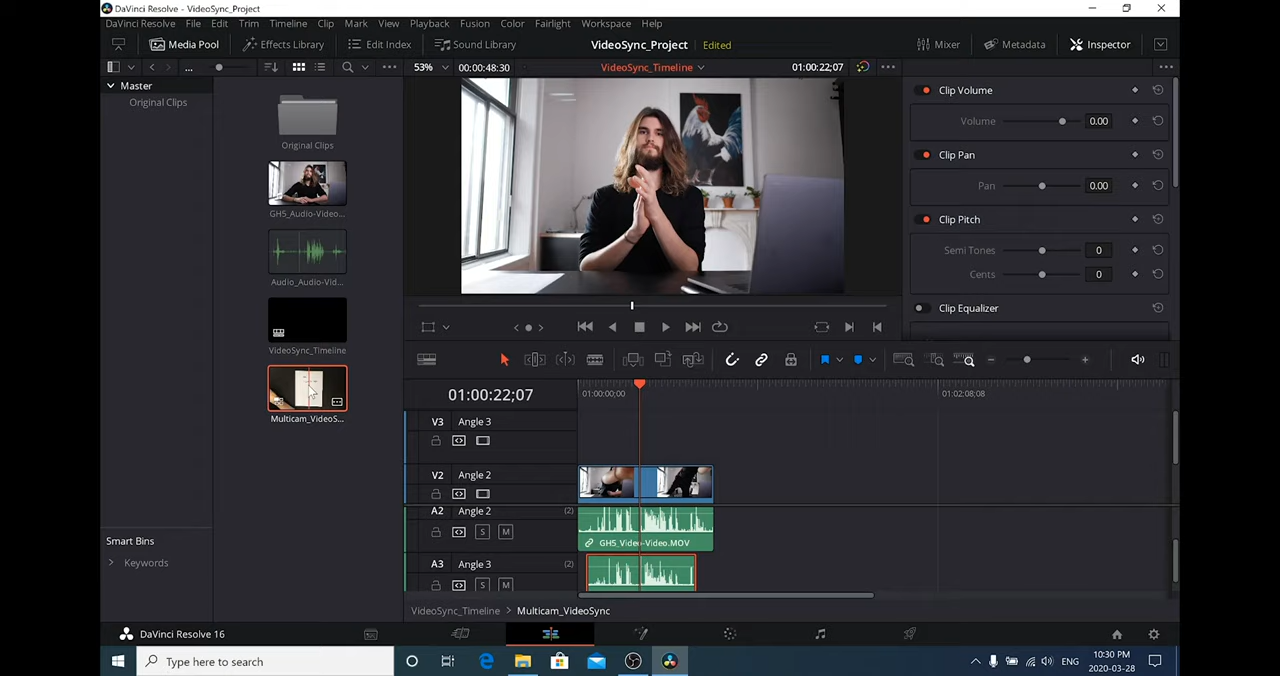 DaVinci Resolve - VideoSync_Project
DaVinci Resolve File Edit Trim Timeline Clip Mark View Playback Fusion Color Fairlight Workspace Help
Media Pool Effects Library Edit Index Sound Library VideoSync_Project Edited Mixer Metadata Inspector
... 53% 00:00:48:30 VideoSync_Timeline 01:00:22;07
Master
Original Clips
Original Clips
GH5_Audio-Video...
Audio_Audio-Vid...
VideoSync_Timeline
Multicam_VideoS...
Smart Bins
Keywords
Clip Volume
Volume 0.00
Clip Pan
Pan 0.00
Clip Pitch
Semi Tones 0
Cents 0
Clip Equalizer
01:00:22;07
01:00:00;00 01:02:08;08
V3 Angle 3
V2 Angle 2
A2 Angle 2 (2)
S M
GH5_Video-Video.MOV
A3 Angle 3 (2)
S M
VideoSync_Timeline > Multicam_VideoSync
DaVinci Resolve 16
Type here to search
ENG
10:30 PM
2020-03-28